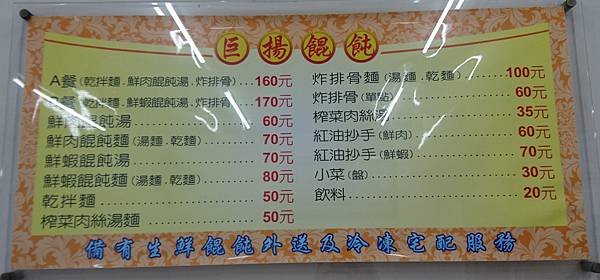 巨揚餛飩
A餐(乾拌麵.鮮肉餛飩湯.炸排骨)...160元
B餐(乾拌麵.鮮蝦餛飩湯.炸排骨)...170元
鮮肉餛飩湯............60元
鮮肉餛飩麵(湯麵.乾麵)............70元
鮮蝦餛飩湯............70元
鮮蝦餛飩麵(湯麵.乾麵)............80元
乾拌麵............50元
榨菜肉絲湯麵............50元
炸排骨麵(湯麵.乾麵)............100元
炸排骨(單點)............60元
榨菜肉絲湯............35元
紅油抄手(鮮肉)............60元
紅油抄手(鮮蝦)............70元
小菜(盤)............30元
飲料............20元
備有生鮮餛飩外送及冷凍宅配服務